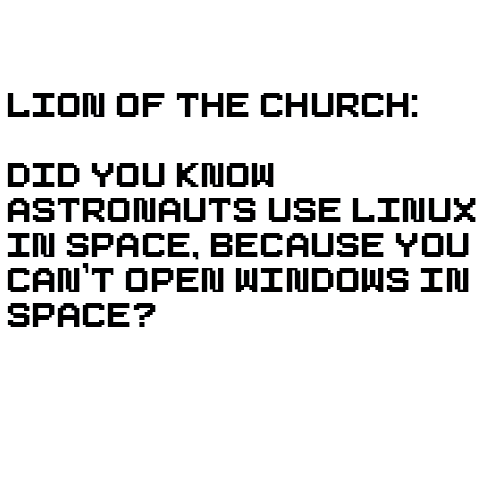 LION OF THE CHURCH:
DID YOU KNOW
ASTRONAUTS USE LINUX
IN SPACE, BECAUSE YOU
CAN'T OPEN WINDOWS IN
SPACE?